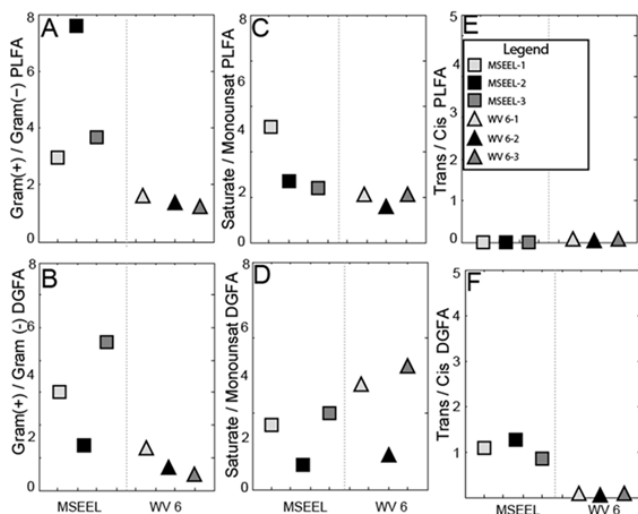 A
Gram(+) / Gram(−) PLFA
8
6
4
2
0
C
Saturate / Monounsat PLFA
8
6
4
2
0
E
Trans / Cis PLFA
5
4
3
2
1
0
Legend
MSEEL-1
MSEEL-2
MSEEL-3
WV 6-1
WV 6-2
WV 6-3
B
Gram(+) / Gram (-) DGFA
8
6
4
2
0
MSEEL WV 6
D
Saturate / Monounsat DGFA
8
6
4
2
0
MSEEL WV 6
F
Trans / Cis DGFA
5
4
3
2
1
0
MSEEL WV 6